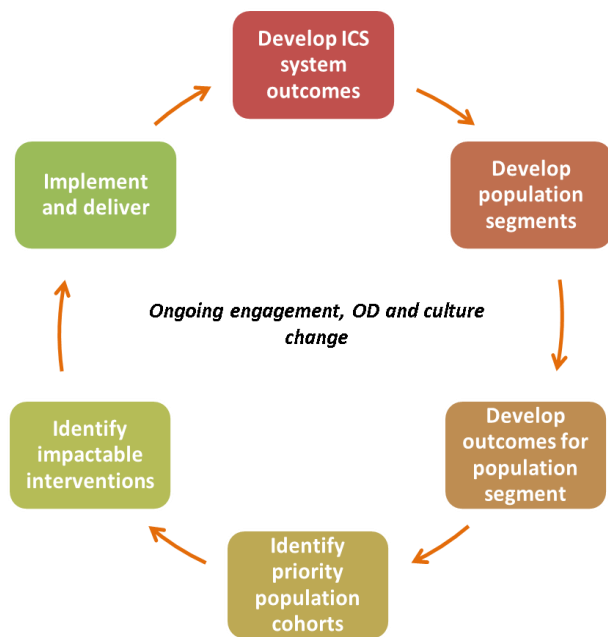 Develop ICS
system
outcomes
Develop
population
segments
Develop
outcomes for
population
segment
Identify
priority
population
cohorts
Identify
impactable
interventions
Implement
and deliver
Ongoing engagement, OD and culture
change